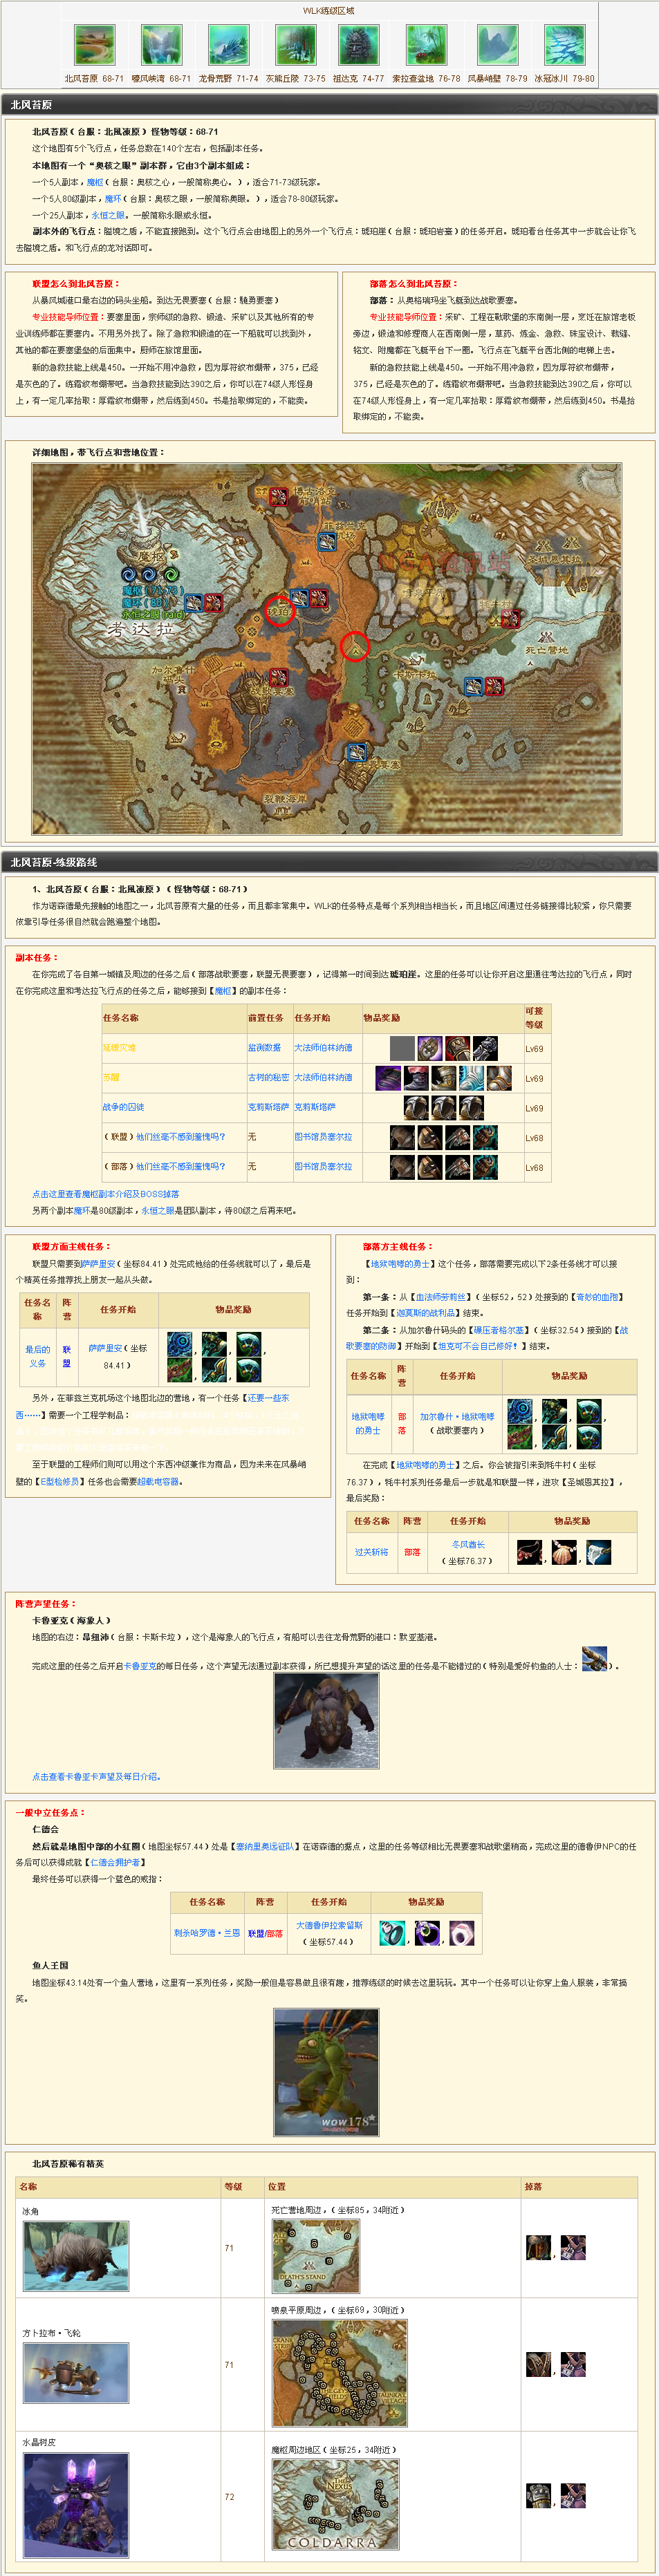 WLK练级区域
北风苔原 68-71 嚎风峡湾 68-71 龙骨荒野 71-74 灰熊丘陵 73-75 祖达克 74-77 索拉查盆地 76-78 风暴峭壁 78-79 冰冠冰川 79-80
北风苔原
北风苔原（台服：北風凍原）怪物等级：68-71
这个地图有5个飞行点，任务总数在140个左右，包括副本任务。
本地图有一个“奥核之眼”副本群，它由3个副本组成：
一个5人副本，魔枢（台服：奥核之心，一般简称奥心。），适合71-73级玩家。
一个5人80级副本，魔环（台服：奥核之眼，一般简称奥眼。），适合78-80级玩家。
一个25人副本，永恒之眼。一般简称永眼或永恒。
副本外的飞行点：隘境之盾，不能直接跑到。这个飞行点会由地图上的另外一个飞行点：琥珀崖（台服：琥珀岩臺）的任务开启。琥珀看台任务其中一步就会让你飞
去隘境之盾。和飞行点的龙对话即可。
联盟怎么到北风苔原：
从暴风城港口最右边的码头坐船。到达无畏要塞（台服：驍勇要塞）
专业技能导师位置：要塞里面，宗师级的急救、锻造、采矿以及其他所有的专
业训练师都在要塞内。不用另外找了。除了急救和锻造的在一下船就可以找到外，
其他的都在要塞堡垒的后面集中。厨师在旅馆里面。
新的急救技能上线是450。一开始不用冲急救，因为厚符纹布绷带，375，已经
是灰色的了。练霜纹布绷带吧。当急救技能到达390之后，你可以在74级人形怪身
上，有一定几率拾取：厚霜纹布绷带，然后练到450。书是拾取绑定的，不能卖。
部落怎么到北风苔原：
部落：从奥格瑞玛坐飞艇到达战歌要塞。
专业技能导师位置：采矿、工程在戰歌堡的东南侧一层，烹饪在旅馆老板
旁边，锻造和修理商人在西南侧一层，草药、炼金、急救、珠宝设计、裁缝、
铭文、附魔都在飞艇平台下一圈。飞行点在飞艇平台西北侧的电梯上去。
新的急救技能上线是450。一开始不用冲急救，因为厚符纹布绷带，
375，已经是灰色的了。练霜纹布绷带吧。当急救技能到达390之后，你可以
在74级人形怪身上，有一定几率拾取：厚霜纹布绷带，然后练到450。书是拾
取绑定的，不能卖。
详细地图，带飞行点和营地位置：
魔枢
魔枢（71-73）
魔环（80）
永恒之眼（raid）
考达拉
死亡营地
裂鞭海岸
北风苔原-练级路线
1、北风苔原（台服：北風凍原）（怪物等级：68-71）
作为诺森德最先接触的地图之一，北风苔原有大量的任务，而且都非常集中。WLK的任务特点是每个系列相当相当长，而且地区间通过任务链接得比较紧，你只需要
依靠引导任务很自然就会跑遍整个地图。
副本任务：
在你完成了各自第一城镇及周边的任务之后（部落战歌要塞，联盟无畏要塞），记得第一时间到达琥珀崖。这里的任务可以让你开启这里通往考达拉的飞行点，同时
在你完成这里和考达拉飞行点的任务之后，能够接到【魔枢】的副本任务：
任务名称 前置任务 任务开始 物品奖励 可接等级
延缓灾难 监测数据 大法师伯林纳德 Lv69
苏醒 古树的秘密 大法师伯林纳德 Lv69
战争的囚徒 克莉斯塔萨 克莉斯塔萨 Lv69
（联盟）他们丝毫不感到羞愧吗？ 无 图书馆员塞尔拉 Lv68
（部落）他们丝毫不感到羞愧吗？ 无 图书馆员塞尔拉 Lv68
点击这里查看魔枢副本介绍及BOSS掉落
另两个副本魔环是80级副本，永恒之眼是团队副本，待80级之后再来吧。
联盟方面主线任务：
联盟只需要到萨萨里安（坐标84.41）处完成他给的任务线就可以了，最后是
个精英任务推荐找上朋友一起从头做。
任务名称 阵营 任务开始 物品奖励
最后的义务 联盟 萨萨里安（坐标84.41）
另外，在菲兹兰克机场这个地图北边的营地，有一个任务【还要一些东
西……】需要一个工程学制品：
至于联盟的工程师们则可以用这个东西冲级兼作为商品，因为未来在风暴峭
壁的【E型检修员】任务也会需要超载电容器。
部落方主线任务：
【地狱咆哮的勇士】这个任务，部落需要完成以下2条任务线才可以接
到：
第一条：从【血法师劳莉丝】（坐标52，52）处接到的【奇妙的血孢】
任务开始到【迦莫斯的战利品】结束。
第二条：从加尔鲁什码头的【碾压者格尔基】（坐标32.54）接到的【战
歌要塞的防御】开始到【坦克可不会自己修好！】结束。
任务名称 阵营 任务开始 物品奖励
地狱咆哮的勇士 部落 加尔鲁什·地狱咆哮（战歌要塞内）
在完成【地狱咆哮的勇士】之后。你会被指引来到牦牛村（坐标
76.37），牦牛村系列任务最后一步就是和联盟一样，进攻【圣城恩其拉】，
最后奖励：
任务名称 阵营 任务开始 物品奖励
过关斩将 部落 冬风酋长（坐标76.37）
阵营声望任务：
卡鲁亚克（海象人）
地图的右边：昂纽沛（台服：卡斯卡垃），这个是海象人的飞行点，有船可以去往龙骨荒野的港口：默亚基港。
完成这里的任务之后开启卡鲁亚克的每日任务，这个声望无法通过副本获得，所已想提升声望的话这里的任务是不能错过的（特别是爱好钓鱼的人士： ）。
点击查看卡鲁亚卡声望及每日介绍。
一般中立任务点：
仁德会
然后就是地图中部的小红圈（地图坐标57.44）处是【塞纳里奥远征队】在诺森德的据点，这里的任务等级相比无畏要塞和战歌堡稍高，完成这里的德鲁伊NPC的任
务后可以获得成就【仁德会拥护者】
最终任务可以获得一个蓝色的戒指：
任务名称 阵营 任务开始 物品奖励
刺杀哈罗德·兰恩 联盟/部落 大德鲁伊拉索留斯（坐标57.44）
鱼人王国
地图坐标43.14处有一个鱼人营地，这里有一系列任务，奖励一般但是容易做且很有趣，推荐练级的时候去这里玩玩。其中一个任务可以让你穿上鱼人服装，非常搞
笑。
wow178
北风苔原稀有精英
名称 等级 位置 掉落
冰角 71 死亡营地周边，（坐标85，34附近）
DEATH'S STAND
方卜拉布·飞轮 71 喷泉平原周边，（坐标69，30附近）
水晶树皮 72 魔枢周边地区（坐标25，34附近）
THE NEXUS
COLDARRA